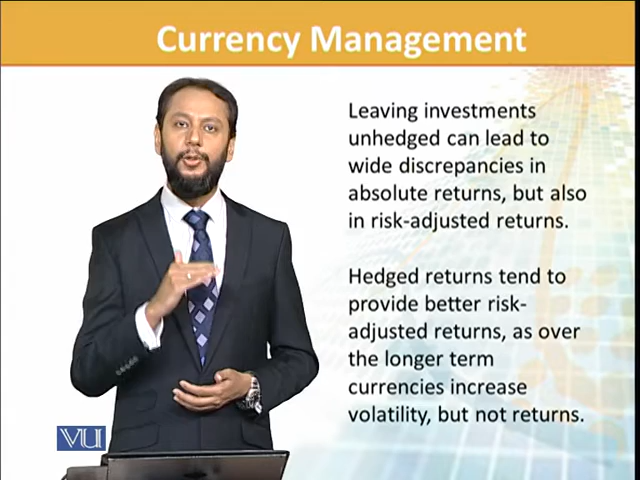 Currency Management
Leaving investments
unhedged can lead to
wide discrepancies in
absolute returns, but also
in risk-adjusted returns.
Hedged returns tend to
provide better risk-
adjusted returns, as over
the longer term
currencies increase
volatility, but not returns.
VU